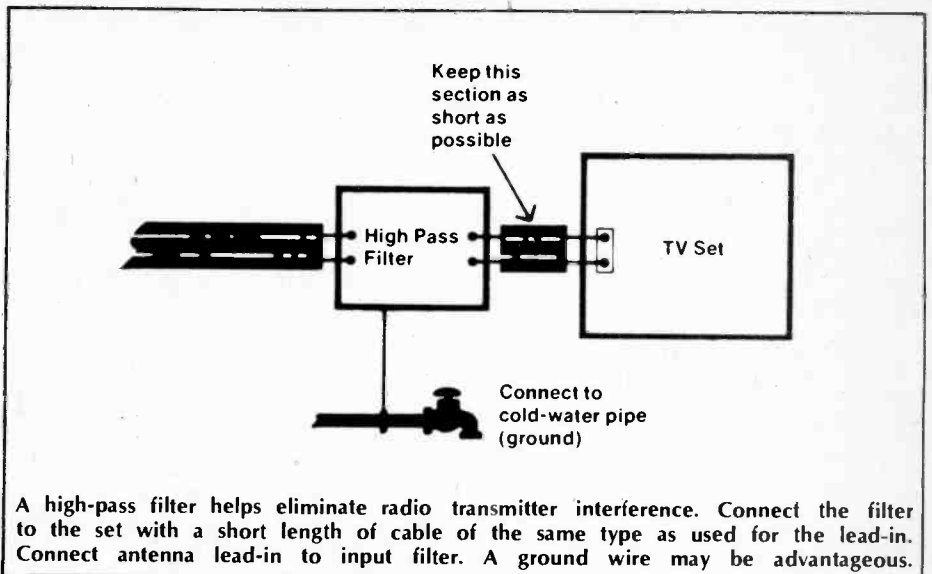 Keep this
section as
short as
possible
High Pass
Filter
TV Set
Connect to
cold-water pipe
(ground)
A high-pass filter helps eliminate radio transmitter interference. Connect the filter
to the set with a short length of cable of the same type as used for the lead-in.
Connect antenna lead-in to input filter. A ground wire may be advantageous.